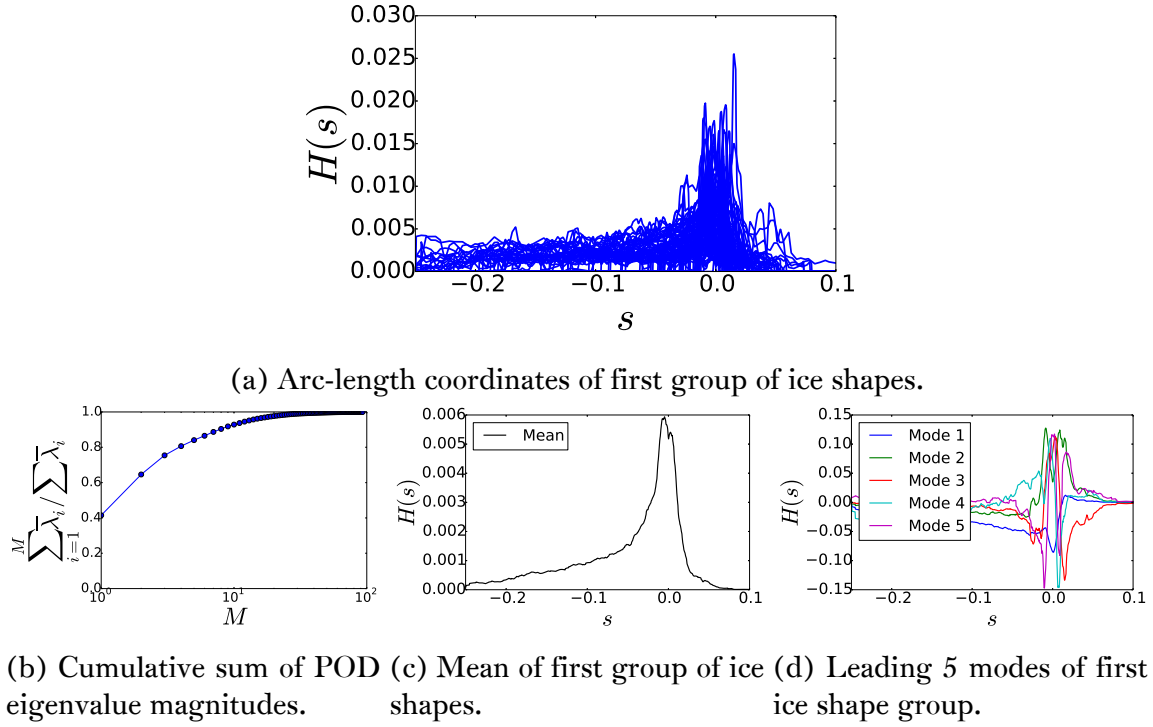 0.030
0.025
0.020
0.015
0.010
0.005
0.000
H(s)
−0.2 −0.1 0.0 0.1
s
(a) Arc-length coordinates of first group of ice shapes.
1.0
0.8
0.6
0.4
0.2
0.0
M
∑ λ̄ᵢ / ∑ λ̄ᵢ
i=1
10⁰ 10¹ 10²
M
0.006
0.005
0.004
0.003
0.002
0.001
0.000
H(s)
Mean
−0.2 −0.1 0.0 0.1
s
0.15
0.10
0.05
0.00
−0.05
−0.10
−0.15
H(s)
Mode 1
Mode 2
Mode 3
Mode 4
Mode 5
−0.2 −0.1 0.0 0.1
s
(b) Cumulative sum of POD
eigenvalue magnitudes.
(c) Mean of first group of ice
shapes.
(d) Leading 5 modes of first
ice shape group.